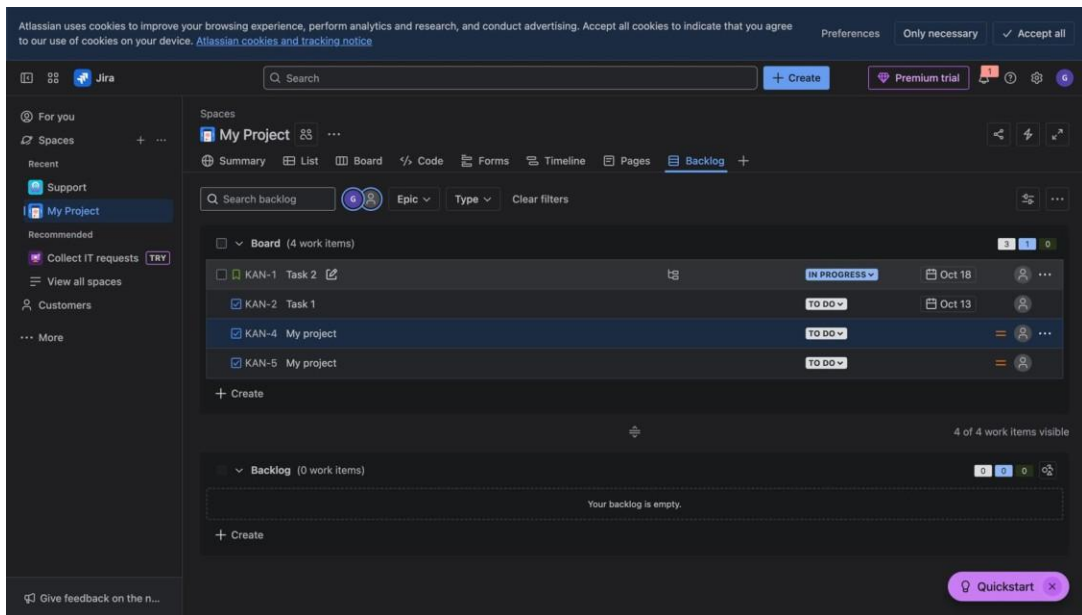 Atlassian uses cookies to improve your browsing experience, perform analytics and research, and conduct advertising. Accept all cookies to indicate that you agree
to our use of cookies on your device. Atlassian cookies and tracking notice
Preferences Only necessary Accept all
Jira Search + Create Premium trial 1 G
For you
Spaces
Recent
Support
My Project
Recommended
Collect IT requests TRY
View all spaces
Customers
More
Give feedback on the n...
Spaces
My Project
Summary List Board Code Forms Timeline Pages Backlog
Search backlog G Epic Type Clear filters
Board (4 work items) 3 1 0
KAN-1 Task 2 IN PROGRESS Oct 18
KAN-2 Task 1 TO DO Oct 13
KAN-4 My project TO DO
KAN-5 My project TO DO
+ Create
4 of 4 work items visible
Backlog (0 work items) 0 0 0
Your backlog is empty.
+ Create
Quickstart